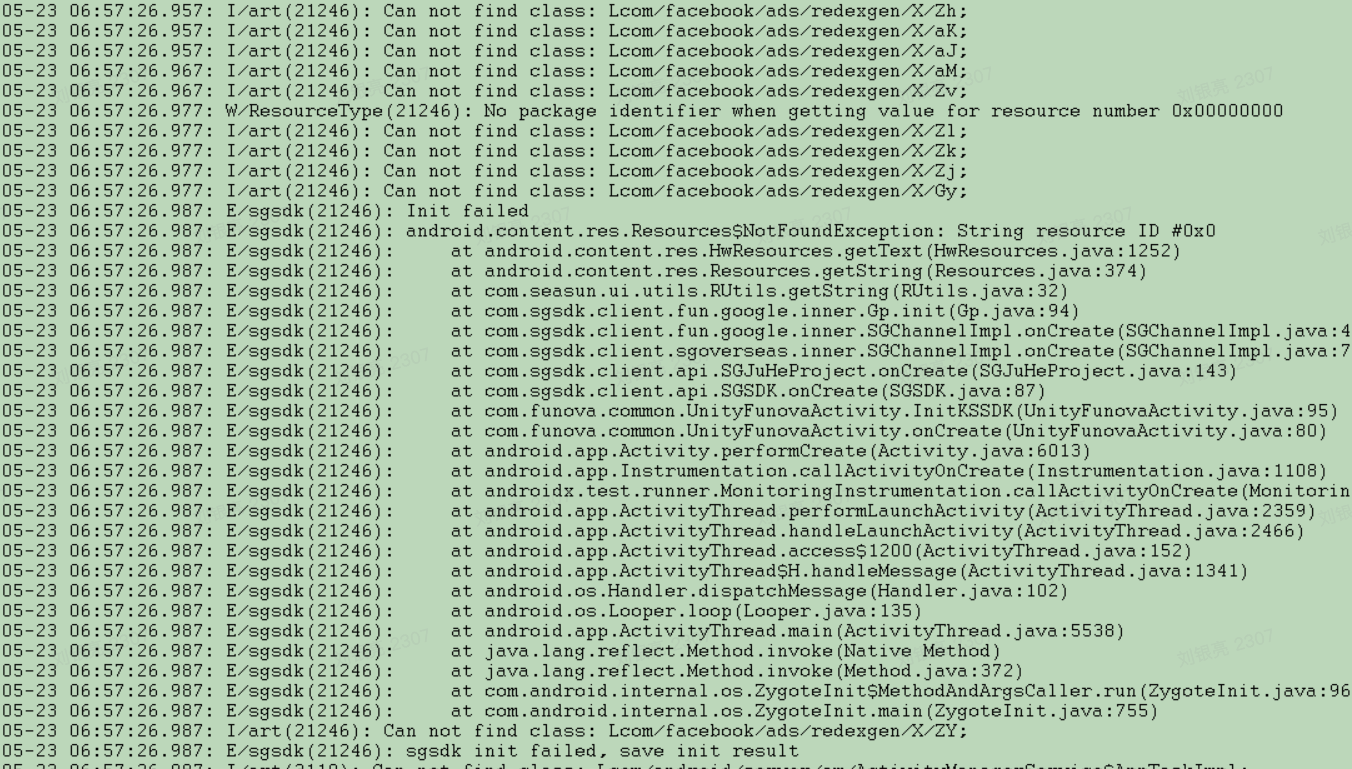 05-23 06:57:26.957: I/art(21246): Can not find class: Lcom/facebook/ads/redexgen/X/Zh;
05-23 06:57:26.957: I/art(21246): Can not find class: Lcom/facebook/ads/redexgen/X/aK;
05-23 06:57:26.957: I/art(21246): Can not find class: Lcom/facebook/ads/redexgen/X/aJ;
05-23 06:57:26.967: I/art(21246): Can not find class: Lcom/facebook/ads/redexgen/X/aM;
05-23 06:57:26.967: I/art(21246): Can not find class: Lcom/facebook/ads/redexgen/X/Zv;
05-23 06:57:26.977: W/ResourceType(21246): No package identifier when getting value for resource number 0x00000000
05-23 06:57:26.977: I/art(21246): Can not find class: Lcom/facebook/ads/redexgen/X/Zl;
05-23 06:57:26.977: I/art(21246): Can not find class: Lcom/facebook/ads/redexgen/X/Zk;
05-23 06:57:26.977: I/art(21246): Can not find class: Lcom/facebook/ads/redexgen/X/Zj;
05-23 06:57:26.977: I/art(21246): Can not find class: Lcom/facebook/ads/redexgen/X/Gy;
05-23 06:57:26.987: E/sgsdk(21246): Init failed
05-23 06:57:26.987: E/sgsdk(21246): android.content.res.Resources$NotFoundException: String resource ID #0x0
05-23 06:57:26.987: E/sgsdk(21246): at android.content.res.HwResources.getText(HwResources.java:1252)
05-23 06:57:26.987: E/sgsdk(21246): at android.content.res.Resources.getString(Resources.java:374)
05-23 06:57:26.987: E/sgsdk(21246): at com.seasun.ui.utils.RUtils.getString(RUtils.java:32)
05-23 06:57:26.987: E/sgsdk(21246): at com.sgsdk.client.fun.google.inner.Gp.init(Gp.java:94)
05-23 06:57:26.987: E/sgsdk(21246): at com.sgsdk.client.fun.google.inner.SGChannelImpl.onCreate(SGChannelImpl.java:4
05-23 06:57:26.987: E/sgsdk(21246): at com.sgsdk.client.sgoverseas.inner.SGChannelImpl.onCreate(SGChannelImpl.java:7
05-23 06:57:26.987: E/sgsdk(21246): at com.sgsdk.client.api.SGJuHeProject.onCreate(SGJuHeProject.java:143)
05-23 06:57:26.987: E/sgsdk(21246): at com.sgsdk.client.api.SGSDK.onCreate(SGSDK.java:87)
05-23 06:57:26.987: E/sgsdk(21246): at com.funova.common.UnityFunovaActivity.InitKSSDK(UnityFunovaActivity.java:95)
05-23 06:57:26.987: E/sgsdk(21246): at com.funova.common.UnityFunovaActivity.onCreate(UnityFunovaActivity.java:80)
05-23 06:57:26.987: E/sgsdk(21246): at android.app.Activity.performCreate(Activity.java:6013)
05-23 06:57:26.987: E/sgsdk(21246): at android.app.Instrumentation.callActivityOnCreate(Instrumentation.java:1108)
05-23 06:57:26.987: E/sgsdk(21246): at androidx.test.runner.MonitoringInstrumentation.callActivityOnCreate(Monitorin
05-23 06:57:26.987: E/sgsdk(21246): at android.app.ActivityThread.performLaunchActivity(ActivityThread.java:2359)
05-23 06:57:26.987: E/sgsdk(21246): at android.app.ActivityThread.handleLaunchActivity(ActivityThread.java:2466)
05-23 06:57:26.987: E/sgsdk(21246): at android.app.ActivityThread.access$1200(ActivityThread.java:152)
05-23 06:57:26.987: E/sgsdk(21246): at android.app.ActivityThread$H.handleMessage(ActivityThread.java:1341)
05-23 06:57:26.987: E/sgsdk(21246): at android.os.Handler.dispatchMessage(Handler.java:102)
05-23 06:57:26.987: E/sgsdk(21246): at android.os.Looper.loop(Looper.java:135)
05-23 06:57:26.987: E/sgsdk(21246): at android.app.ActivityThread.main(ActivityThread.java:5538)
05-23 06:57:26.987: E/sgsdk(21246): at java.lang.reflect.Method.invoke(Native Method)
05-23 06:57:26.987: E/sgsdk(21246): at java.lang.reflect.Method.invoke(Method.java:372)
05-23 06:57:26.987: E/sgsdk(21246): at com.android.internal.os.ZygoteInit$MethodAndArgsCaller.run(ZygoteInit.java:96
05-23 06:57:26.987: E/sgsdk(21246): at com.android.internal.os.ZygoteInit.main(ZygoteInit.java:755)
05-23 06:57:26.987: I/art(21246): Can not find class: Lcom/facebook/ads/redexgen/X/ZY;
05-23 06:57:26.987: E/sgsdk(21246): sgsdk init failed, save init result